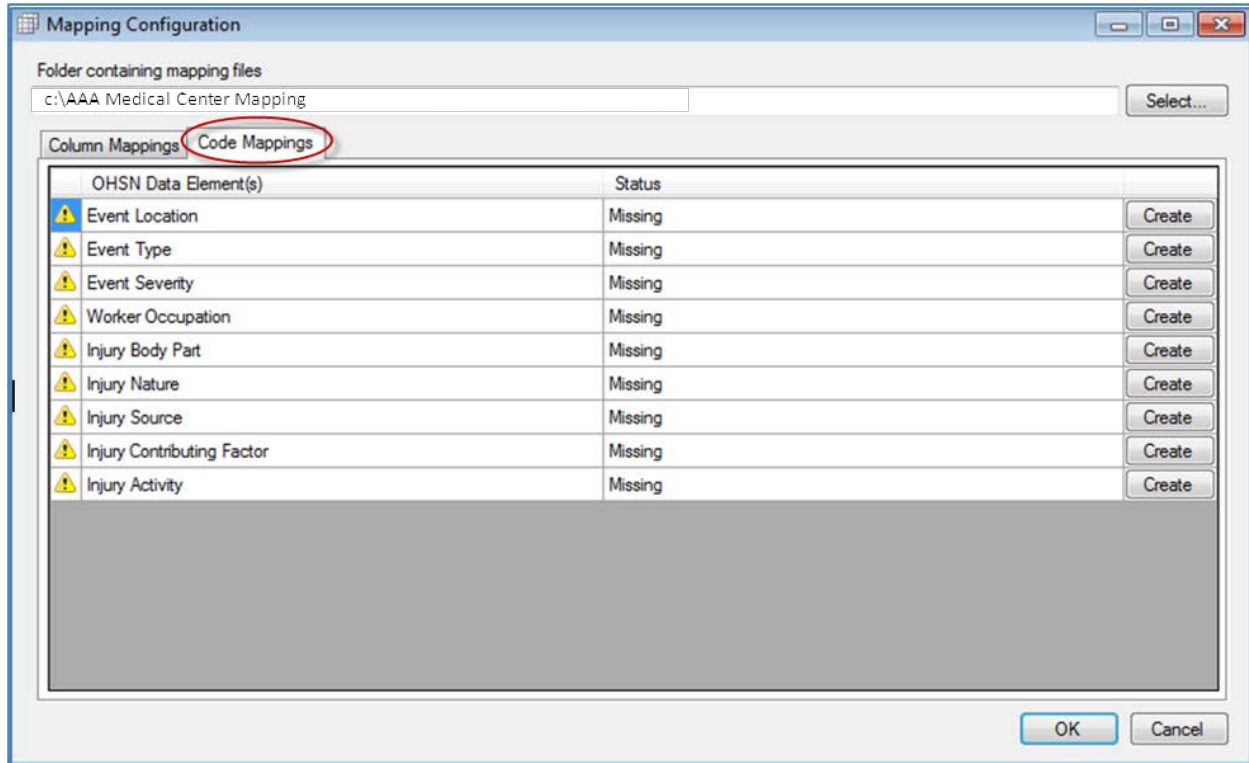 Mapping Configuration
Folder containing mapping files
c:\AAA Medical Center Mapping Select...
Column Mappings Code Mappings
OHSN Data Element(s) Status
Event Location Missing Create
Event Type Missing Create
Event Severity Missing Create
Worker Occupation Missing Create
Injury Body Part Missing Create
Injury Nature Missing Create
Injury Source Missing Create
Injury Contributing Factor Missing Create
Injury Activity Missing Create
OK Cancel